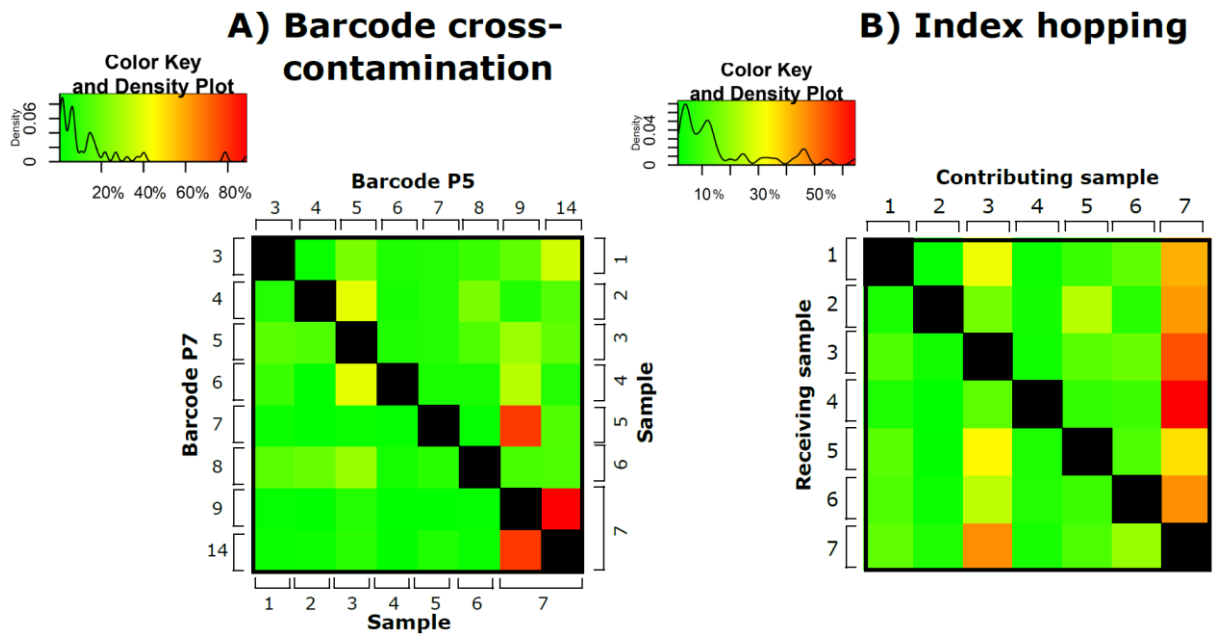 A) Barcode cross-
contamination
Color Key
and Density Plot
Density
0 0.06
20% 40% 60% 80%
Barcode P5
3 4 5 6 7 8 9 14
Barcode P7
3
4
5
6
7
8
9
14
1
2
3
4
5
6
7
Sample
1 2 3 4 5 6 7
Sample
B) Index hopping
Color Key
and Density Plot
Density
0 0.04
10% 30% 50%
Contributing sample
1 2 3 4 5 6 7
Receiving sample
1
2
3
4
5
6
7